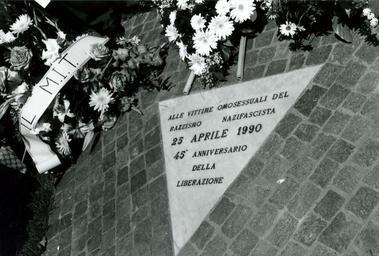 IL M.I.T.
ALLE VITTIME OMOSESSUALI DEL
RAZZISMO NAZIFASCISTA
25 APRILE 1990
45° ANNIVERSARIO
DELLA
LIBERAZIONE